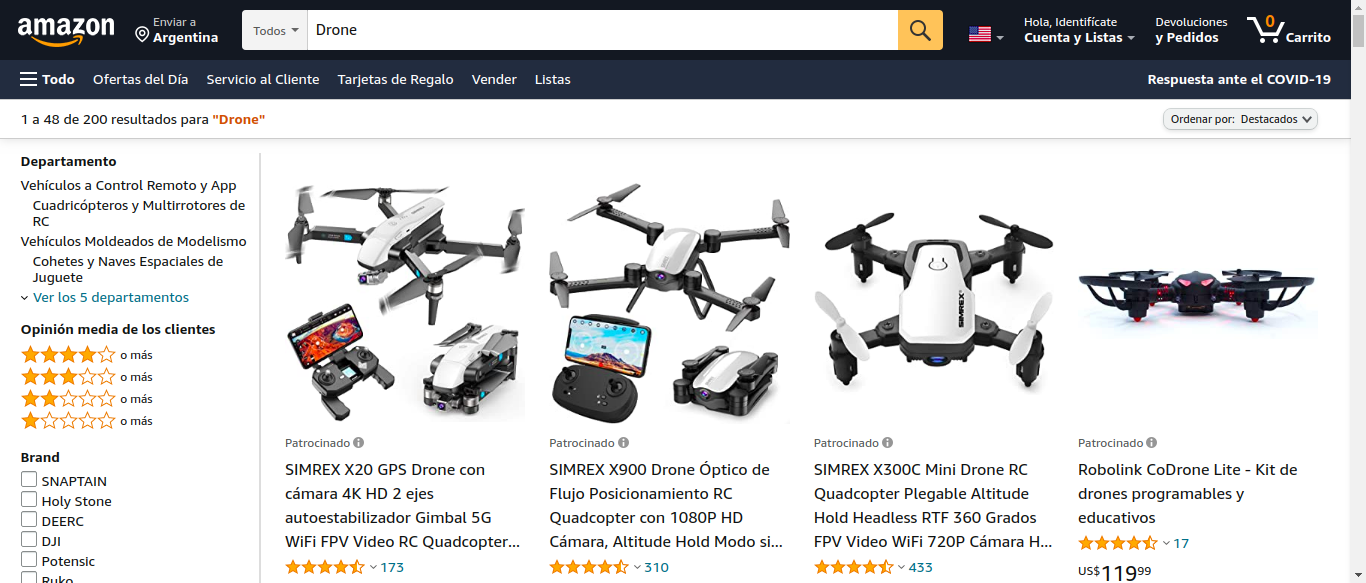 amazon
Enviar a
Argentina
Todos
Drone
Hola, Identifícate
Cuenta y Listas
Devoluciones
y Pedidos
0
Carrito
Todo
Ofertas del Día
Servicio al Cliente
Tarjetas de Regalo
Vender
Listas
Respuesta ante el COVID-19
1 a 48 de 200 resultados para "Drone"
Ordenar por: Destacados
Departamento
Vehículos a Control Remoto y App
Cuadricópteros y Multirrotores de
RC
Vehículos Moldeados de Modelismo
Cohetes y Naves Espaciales de
Juguete
Ver los 5 departamentos
Opinión media de los clientes
o más
o más
o más
o más
Brand
SNAPTAIN
Holy Stone
DEERC
DJI
Potensic
Ruko
Patrocinado
SIMREX X20 GPS Drone con
cámara 4K HD 2 ejes
autoestabilizador Gimbal 5G
WiFi FPV Video RC Quadcopter...
173
Patrocinado
SIMREX X900 Drone Óptico de
Flujo Posicionamiento RC
Quadcopter con 1080P HD
Cámara, Altitude Hold Modo si...
310
SIMREX
Patrocinado
SIMREX X300C Mini Drone RC
Quadcopter Plegable Altitude
Hold Headless RTF 360 Grados
FPV Video WiFi 720P Cámara H...
433
Patrocinado
Robolink CoDrone Lite - Kit de
drones programables y
educativos
17
US$11999